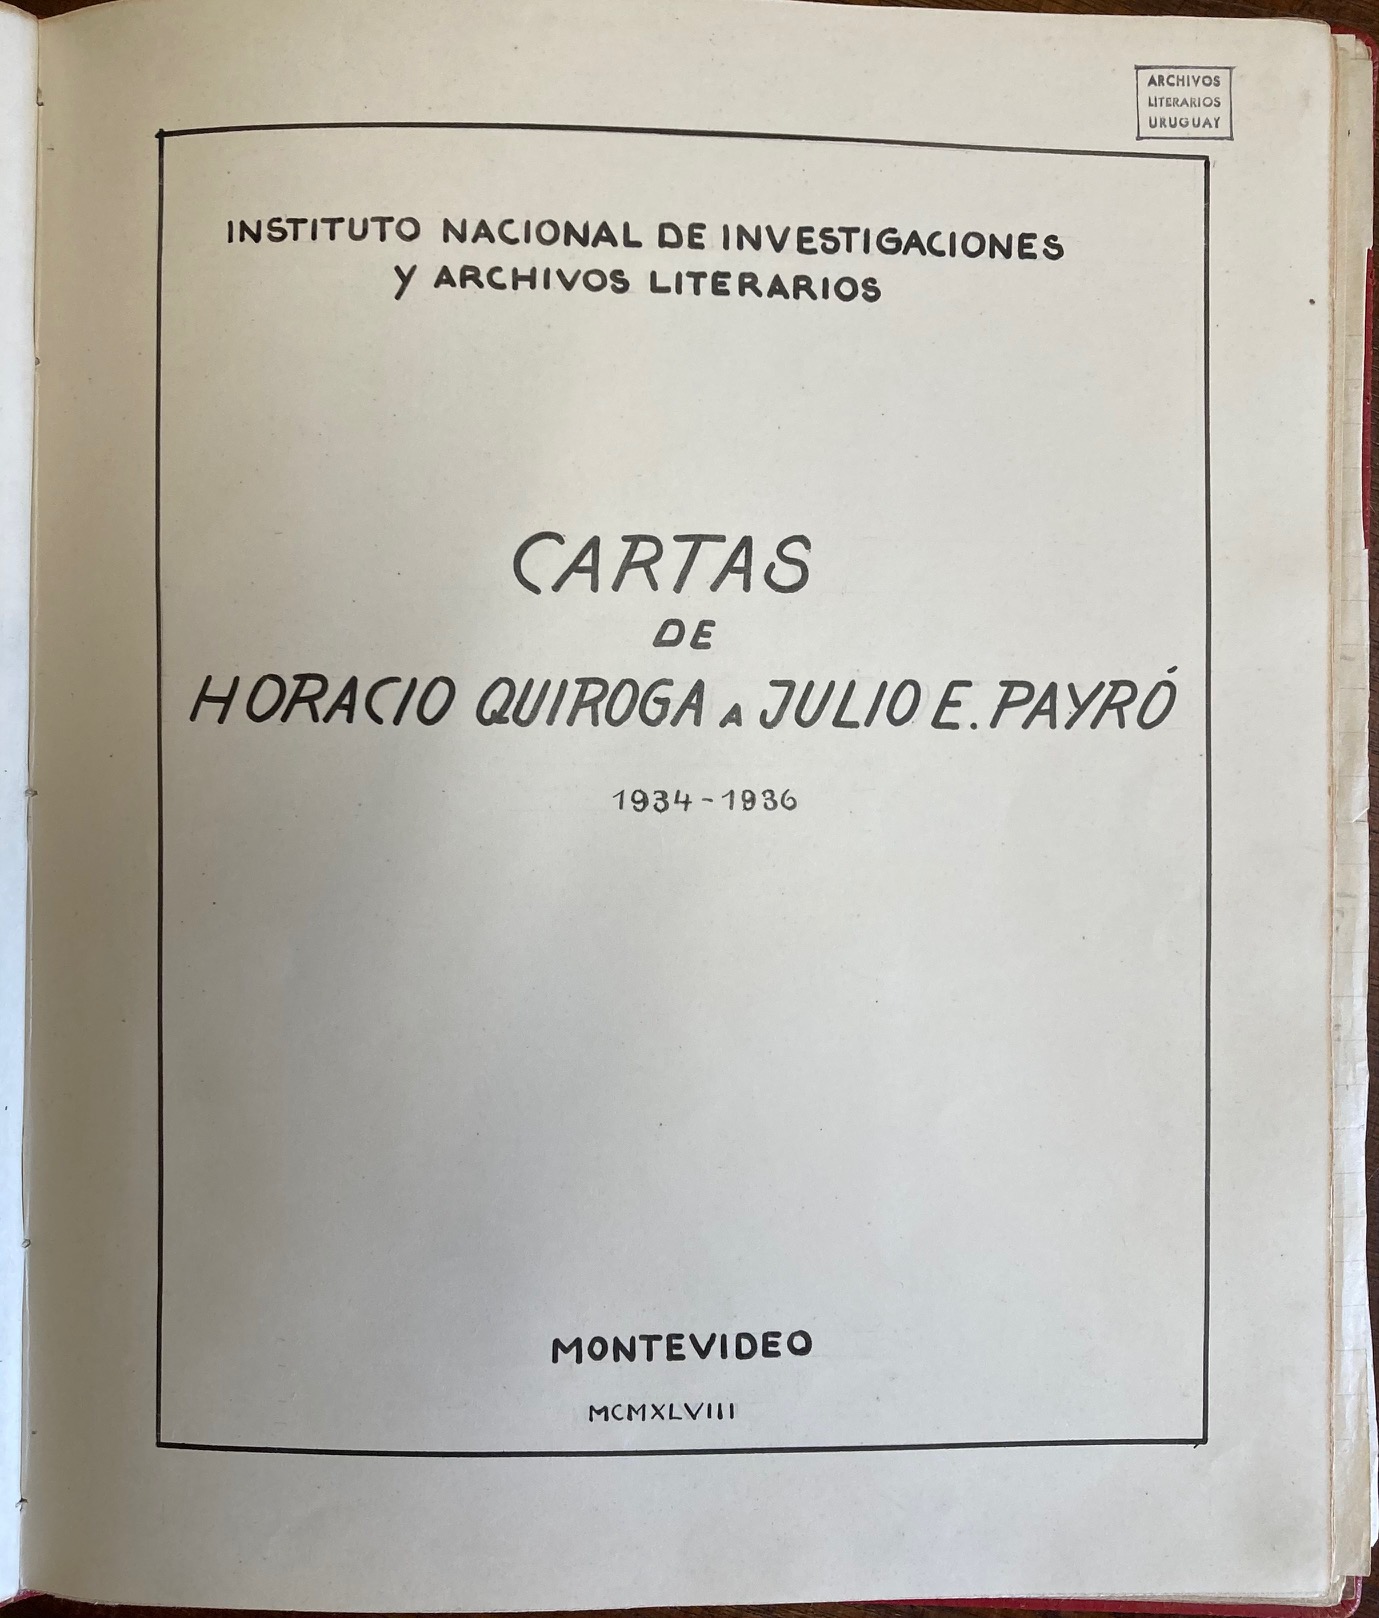 ARCHIVOS
LITERARIOS
URUGUAY
INSTITUTO NACIONAL DE INVESTIGACIONES
Y ARCHIVOS LITERARIOS
CARTAS
DE
HORACIO QUIROGA A JULIO E. PAYRÓ
1934-1936
MONTEVIDEO
MCMXLVIII